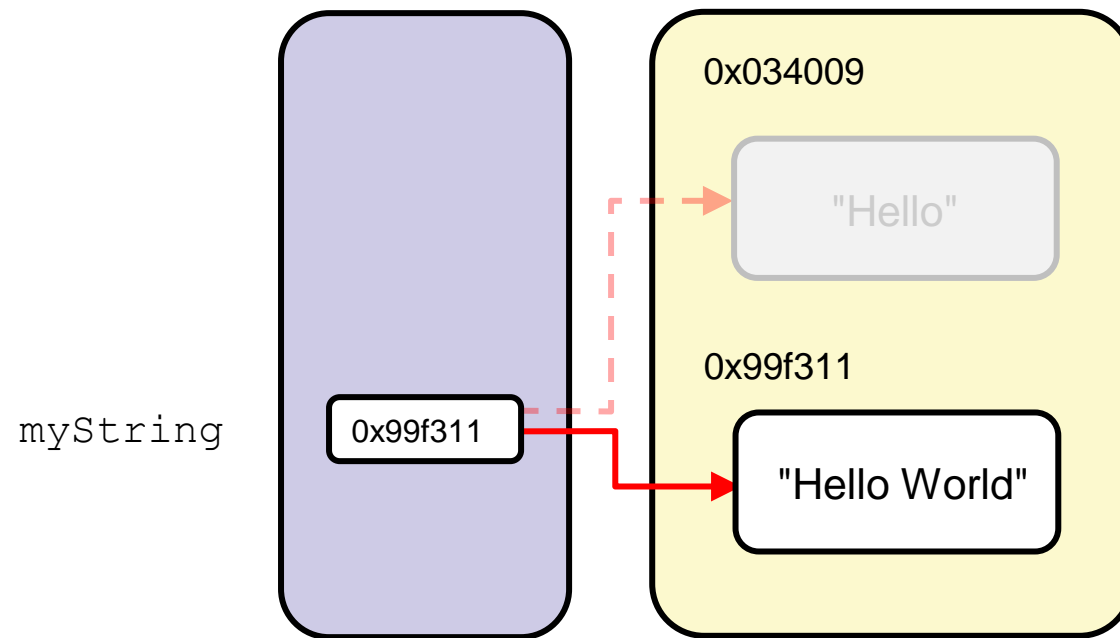 0x034009
"Hello"
0x99f311
myString
0x99f311
"Hello World"